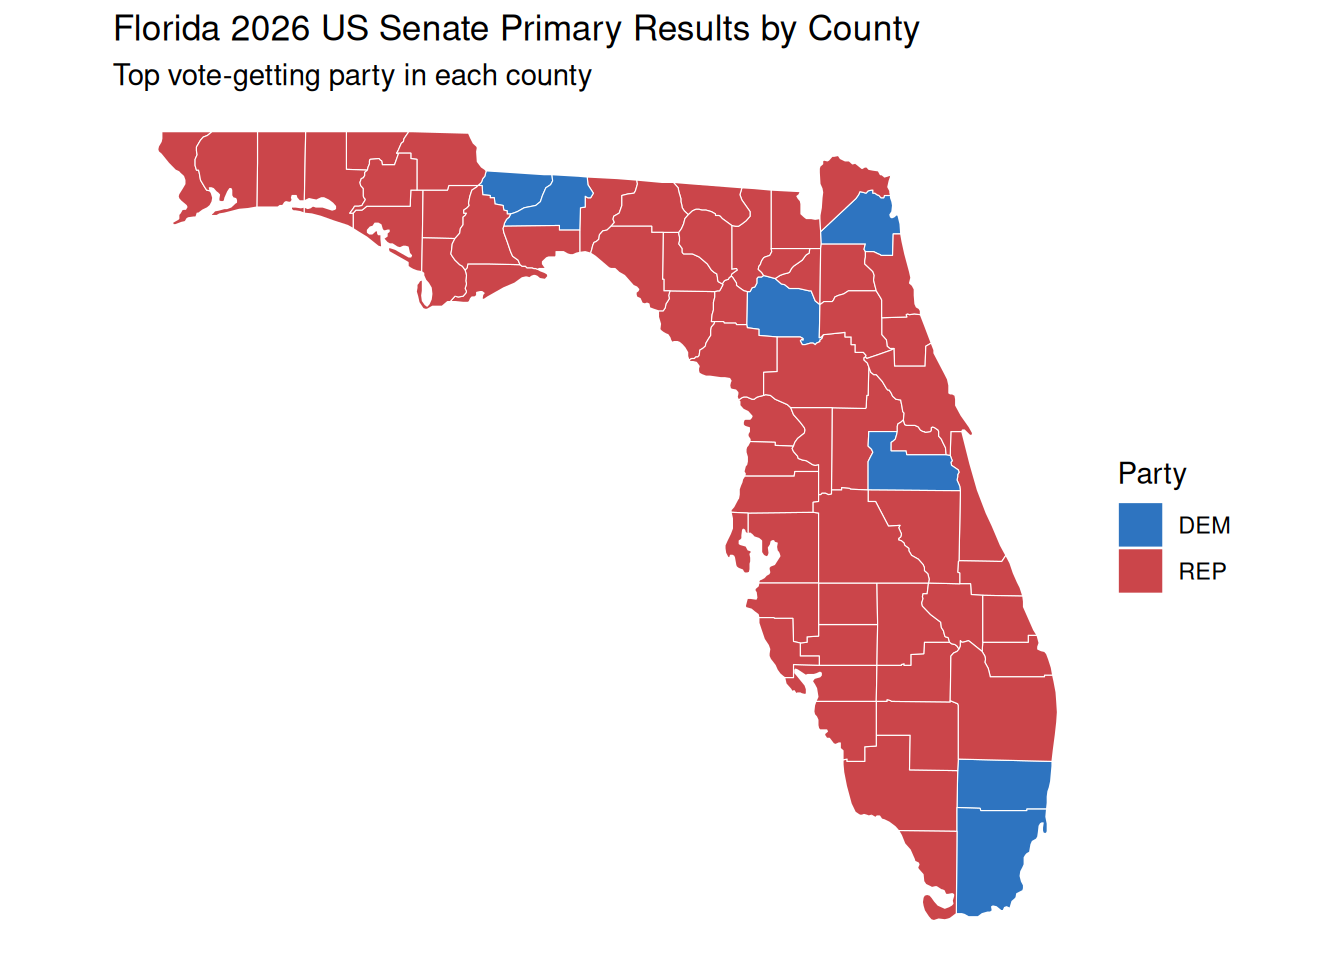 Florida 2026 US Senate Primary Results by County
Top vote-getting party in each county
Party
DEM
REP